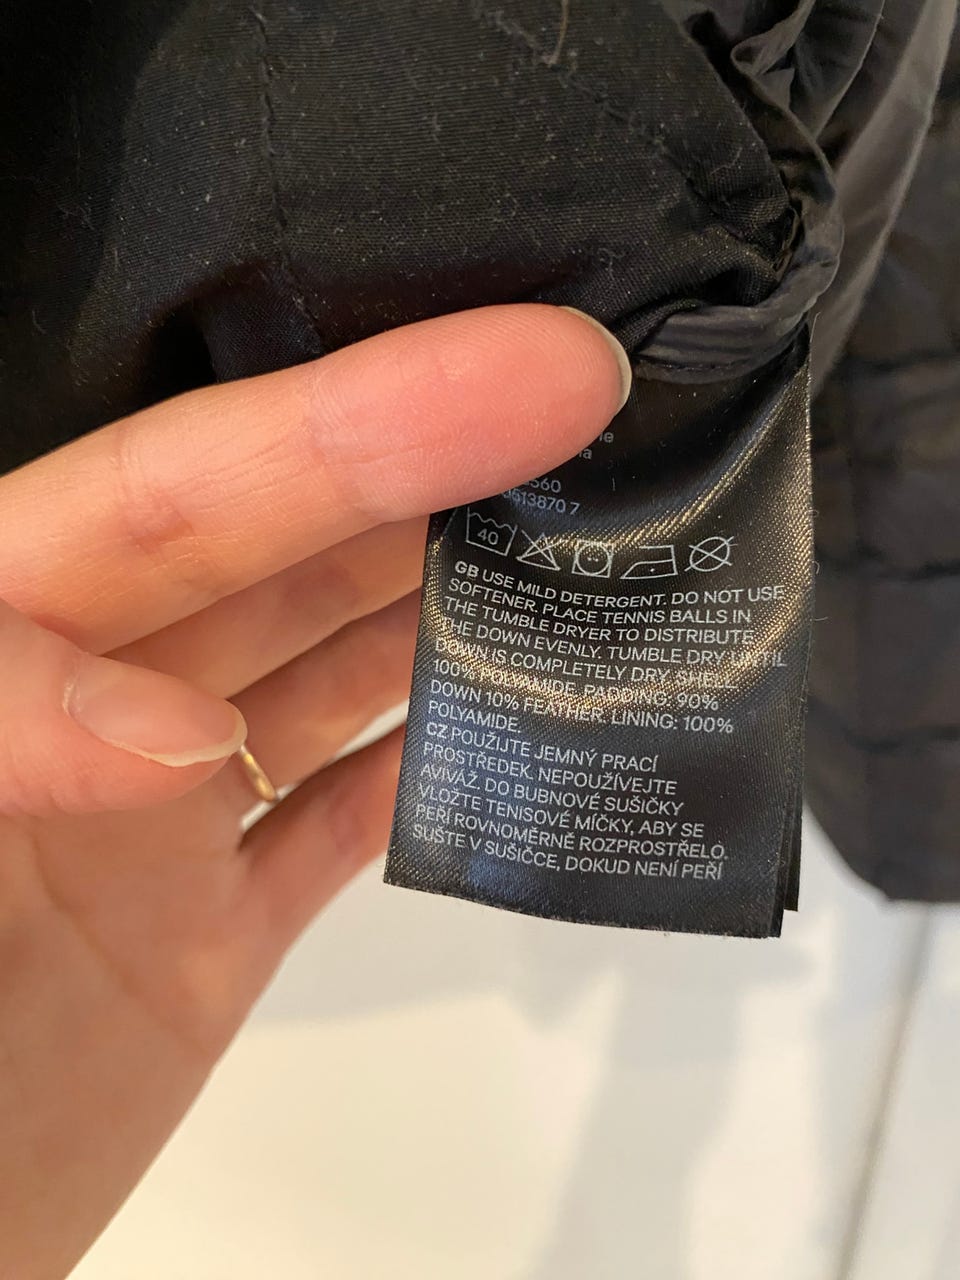 40
GB USE MILD DETERGENT. DO NOT USE
SOFTENER. PLACE TENNIS BALLS IN
THE TUMBLE DRYER TO DISTRIBUTE
THE DOWN EVENLY. TUMBLE DRY UNTIL
DOWN IS COMPLETELY DRY. SHELL:
100% POLYAMIDE. PADDING: 90%
DOWN 10% FEATHER. LINING: 100%
POLYAMIDE.
CZ POUŽIJTE JEMNÝ PRACÍ
PROSTŘEDEK. NEPOUŽÍVEJTE
AVIVÁŽ. DO BUBNOVÉ SUŠIČKY
VLOŽTE TENISOVÉ MÍČKY, ABY SE
PEŘÍ ROVNOMĚRNĚ ROZPROSTŘELO.
SUŠTE V SUŠIČCE, DOKUD NENÍ PEŘÍ